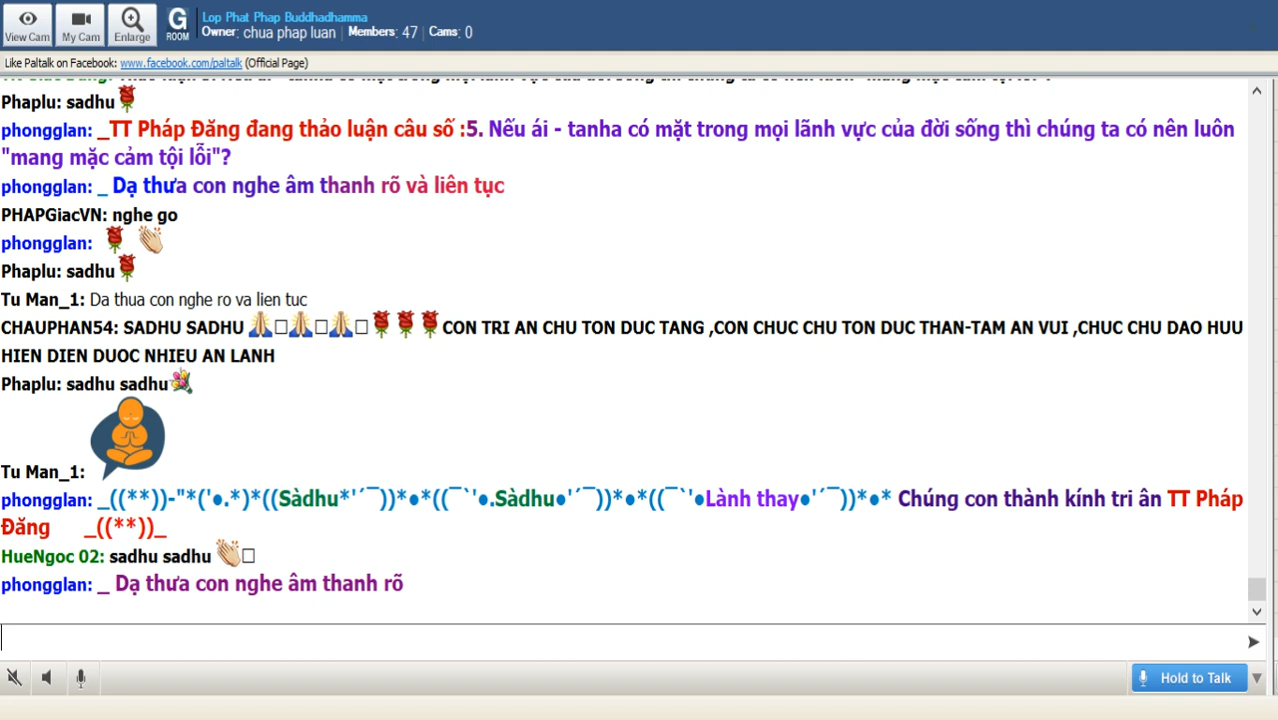 Lop Phat Phap Buddhadhamma
View Cam
My Cam
Enlarge
G
ROOM
Owner: chua phap luan | Members: 47 | Cams: 0
Like Paltalk on Facebook: www.facebook.com/paltalk (Official Page)
Phaplu: sadhu
phongglan: _TT Pháp Đăng đang thảo luận câu số :5. Nếu ái - tanha có mặt trong mọi lãnh vực của đời sống thì chúng ta có nên luôn
"mang mặc cảm tội lỗi"?
phongglan: _ Dạ thưa con nghe âm thanh rõ và liên tục
PHAPGiacVN: nghe go
phongglan:
Phaplu: sadhu
Tu Man_1: Da thua con nghe ro va lien tuc
CHAUPHAN54: SADHU SADHU CON TRI AN CHU TON DUC TANG ,CON CHUC CHU TON DUC THAN-TAM AN VUI ,CHUC CHU DAO HUU
HIEN DIEN DUOC NHIEU AN LANH
Phaplu: sadhu sadhu
Tu Man_1:
phongglan: _((**))-"*('●.*)*((Sàdhu*'´¯))*●*((¯`'●.Sàdhu●'´¯))*●*((¯`'●Lành thay●'´¯))*●* Chúng con thành kính tri ân TT Pháp
Đăng _((**))_
HueNgoc 02: sadhu sadhu
phongglan: _ Dạ thưa con nghe âm thanh rõ
Hold to Talk